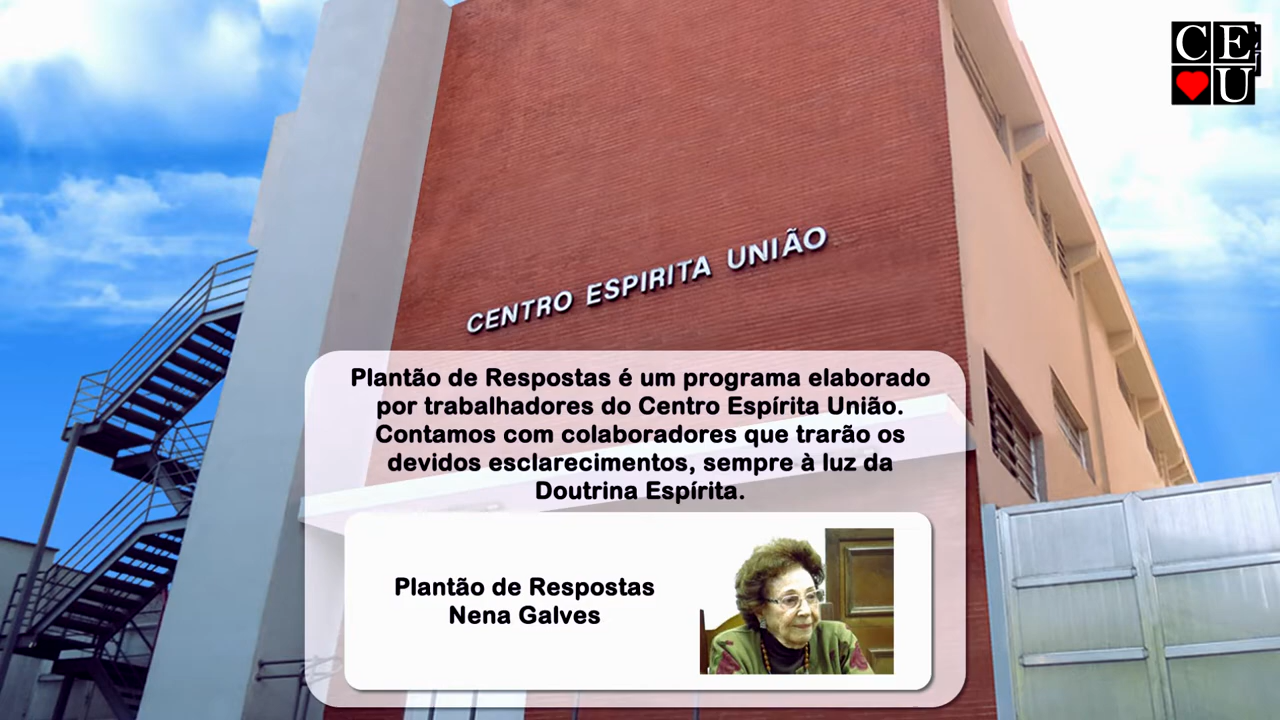 CE
U
CENTRO ESPIRITA UNIÃO
Plantão de Respostas é um programa elaborado
por trabalhadores do Centro Espírita União.
Contamos com colaboradores que trarão os
devidos esclarecimentos, sempre à luz da
Doutrina Espírita.
Plantão de Respostas
Nena Galves